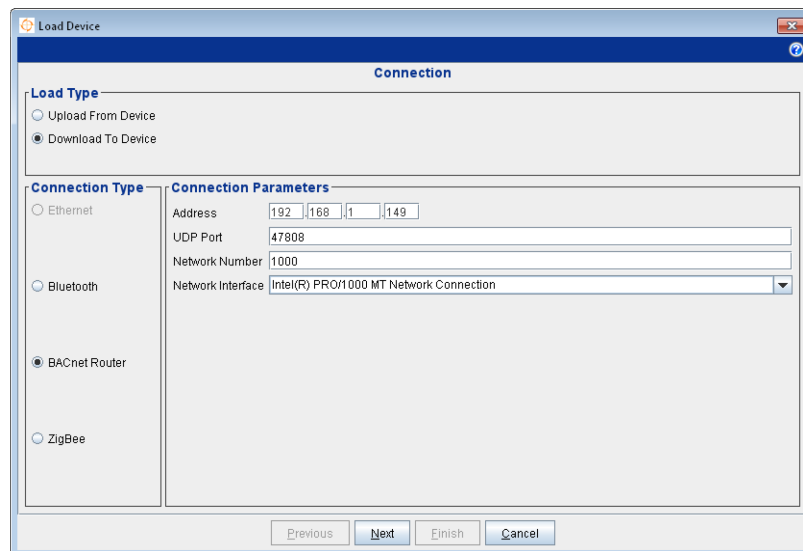 Load Device
Connection
Load Type
Upload From Device
Download To Device
Connection Type
Ethernet
Bluetooth
BACnet Router
ZigBee
Connection Parameters
Address 192 .168 .1 .149
UDP Port 47808
Network Number 1000
Network Interface Intel(R) PRO/1000 MT Network Connection
Previous Next Finish Cancel